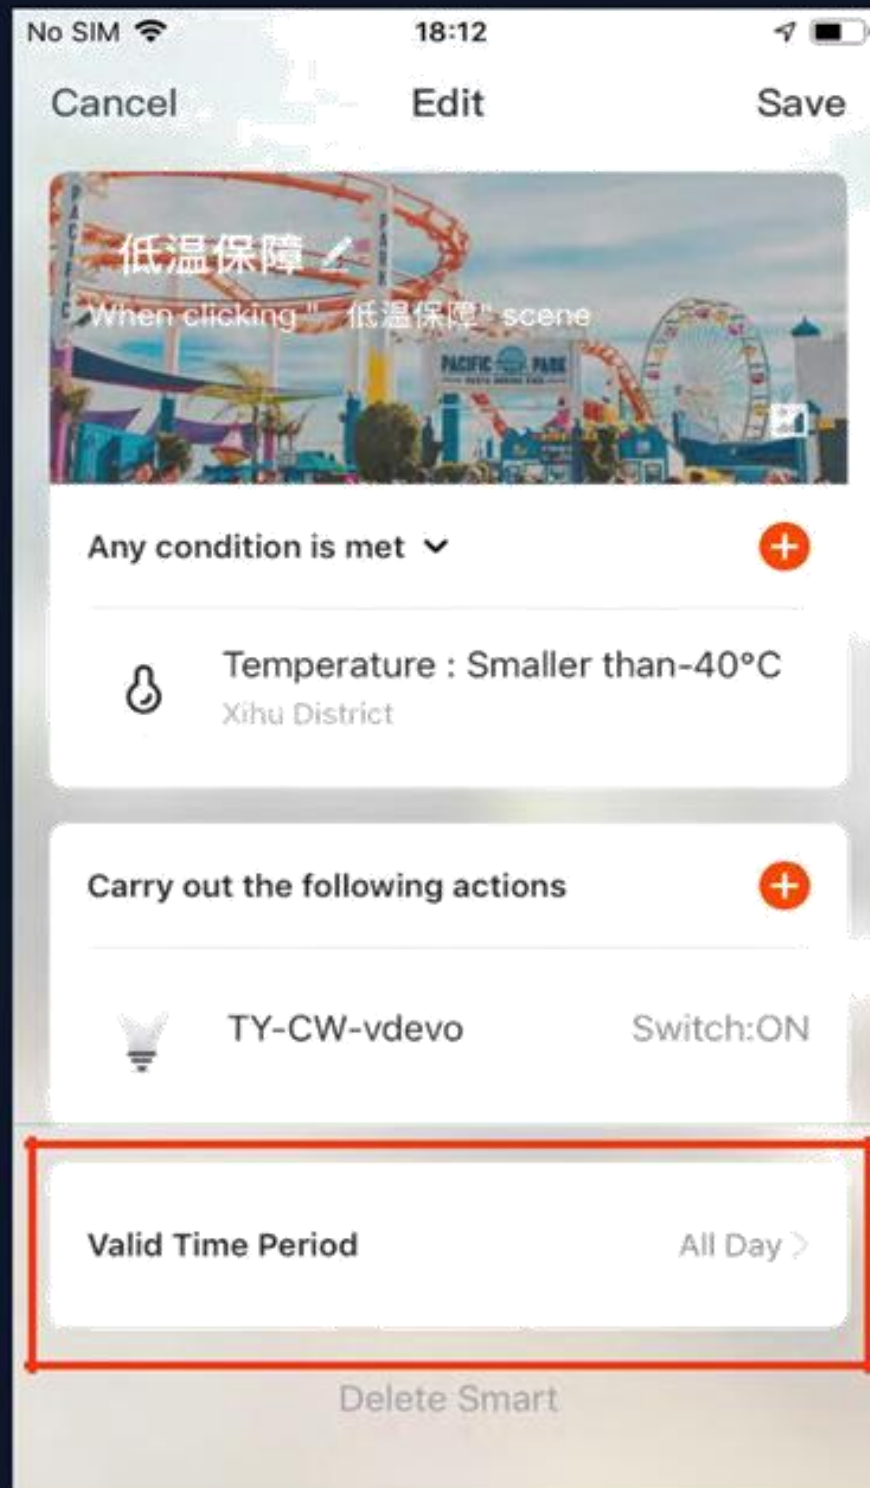 No SIM 18:12
Cancel Edit Save
低温保障
When clicking " 低温保障" scene
PACIFIC PARK
Any condition is met
Temperature : Smaller than-40°C
Xihu District
Carry out the following actions
TY-CW-vdevo Switch:ON
Valid Time Period All Day
Delete Smart